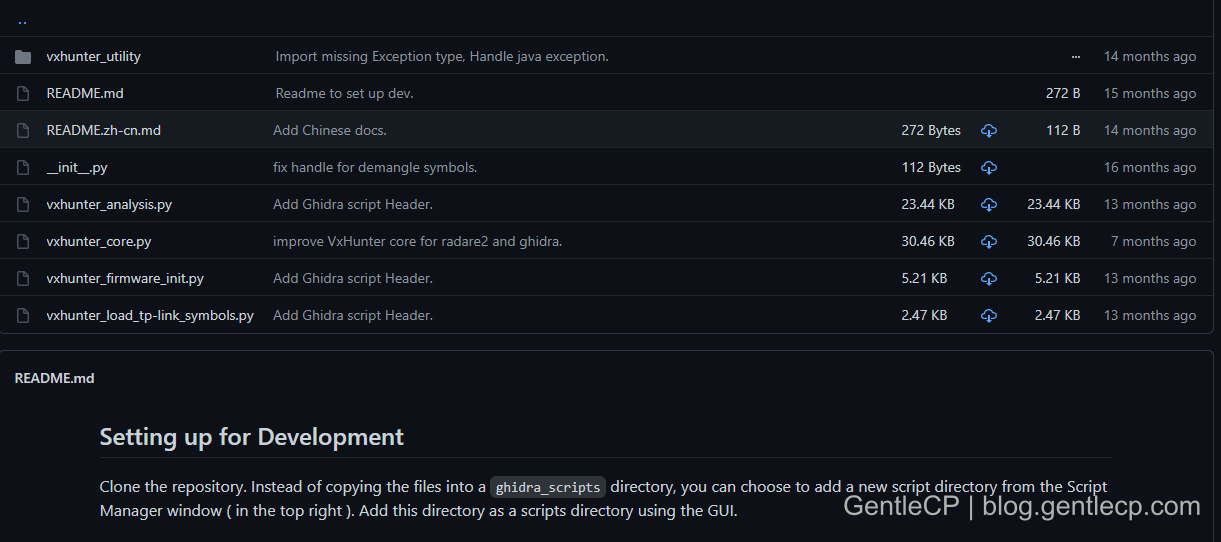 ..
vxhunter_utility Import missing Exception type, Handle java exception. ... 14 months ago
README.md Readme to set up dev. 272 B 15 months ago
README.zh-cn.md Add Chinese docs. 272 Bytes 112 B 14 months ago
__init__.py fix handle for demangle symbols. 112 Bytes 16 months ago
vxhunter_analysis.py Add Ghidra script Header. 23.44 KB 23.44 KB 13 months ago
vxhunter_core.py improve VxHunter core for radare2 and ghidra. 30.46 KB 30.46 KB 7 months ago
vxhunter_firmware_init.py Add Ghidra script Header. 5.21 KB 5.21 KB 13 months ago
vxhunter_load_tp-link_symbols.py Add Ghidra script Header. 2.47 KB 2.47 KB 13 months ago
README.md
Setting up for Development
Clone the repository. Instead of copying the files into a ghidra_scripts directory, you can choose to add a new script directory from the Script
Manager window ( in the top right ). Add this directory as a scripts directory using the GUI.
GentleCP | blog.gentlecp.com